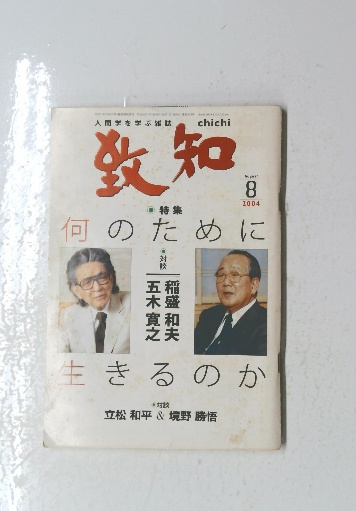 人間学を学ぶ雑誌 chichi
致知
August
8
2004
特集
何のために
対談
稲盛 和夫
五木 寛之
生きるのか
対談
立松 和平 & 境野 勝悟